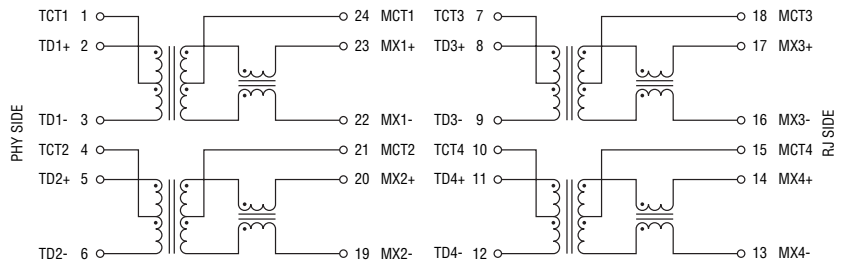 TCT1 1 24 MCT1 TCT3 7 18 MCT3
TD1+ 2 23 MX1+ TD3+ 8 17 MX3+
TD1- 3 22 MX1- TD3- 9 16 MX3-
PHY SIDE
RJ SIDE
TCT2 4 21 MCT2 TCT4 10 15 MCT4
TD2+ 5 20 MX2+ TD4+ 11 14 MX4+
TD2- 6 19 MX2- TD4- 12 13 MX4-